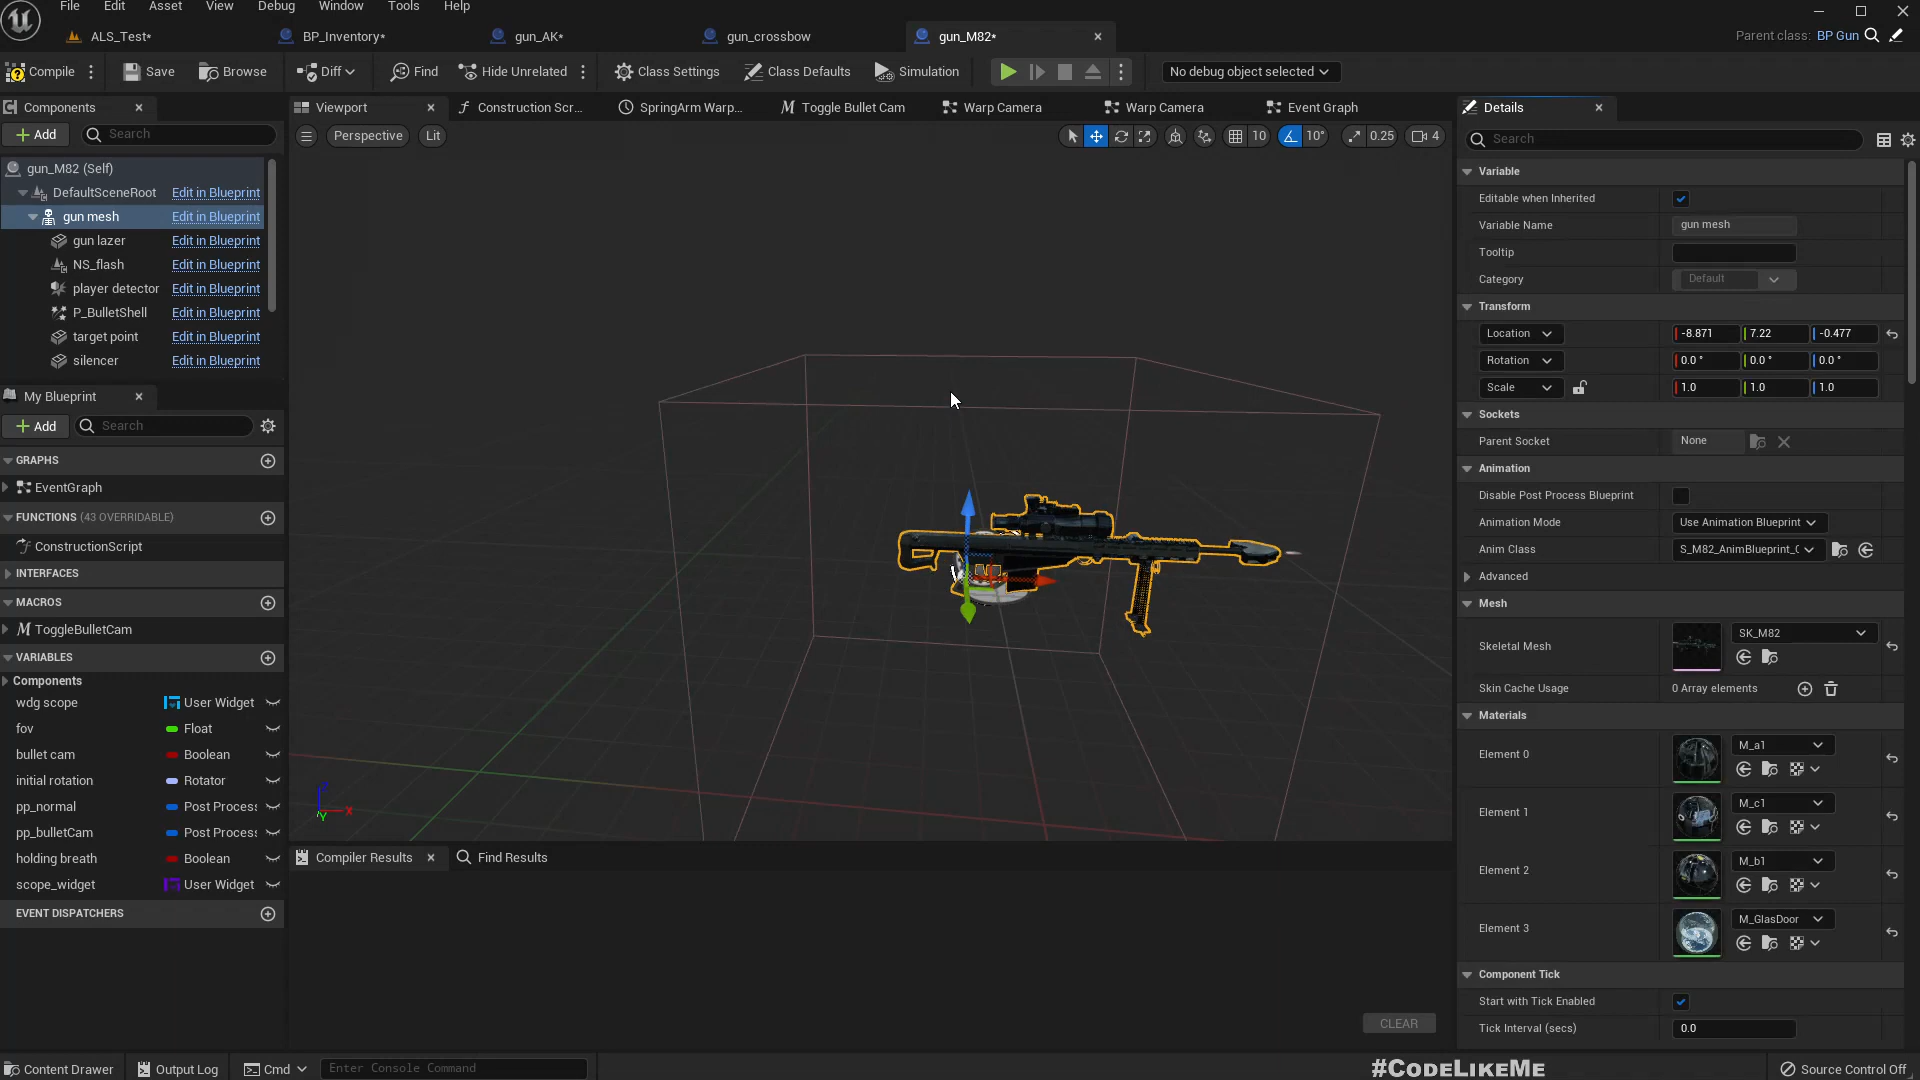 File Edit Asset View Debug Window Tools Help
ALS_Test* BP_Inventory* gun_AK* gun_crossbow gun_M82* Parent class: BP Gun
Compile Save Browse Diff Find Hide Unrelated Class Settings Class Defaults Simulation No debug object selected
Components
Add Search
gun_M82 (Self)
DefaultSceneRoot Edit in Blueprint
gun mesh Edit in Blueprint
gun lazer Edit in Blueprint
NS_flash Edit in Blueprint
player detector Edit in Blueprint
P_BulletShell Edit in Blueprint
target point Edit in Blueprint
silencer Edit in Blueprint
My Blueprint
Add Search
GRAPHS
EventGraph
FUNCTIONS (43 OVERRIDABLE)
ConstructionScript
INTERFACES
MACROS
ToggleBulletCam
VARIABLES
Components
wdg scope User Widget
fov Float
bullet cam Boolean
initial rotation Rotator
pp_normal Post Process
pp_bulletCam Post Process
holding breath Boolean
scope_widget User Widget
EVENT DISPATCHERS
Viewport Construction Scr... SpringArm Warp... Toggle Bullet Cam Warp Camera Warp Camera Event Graph
Perspective Lit 10 10° 0.25 4
Z X Y
Compiler Results Find Results
CLEAR
Details
Search
Variable
Editable when Inherited
Variable Name gun mesh
Tooltip
Category Default
Transform
Location -8.871 7.22 -0.477
Rotation 0.0 ° 0.0 ° 0.0 °
Scale 1.0 1.0 1.0
Sockets
Parent Socket None
Animation
Disable Post Process Blueprint
Animation Mode Use Animation Blueprint
Anim Class S_M82_AnimBlueprint_C
Advanced
Mesh
Skeletal Mesh SK_M82
Skin Cache Usage 0 Array elements
Materials
Element 0 M_a1
Element 1 M_c1
Element 2 M_b1
Element 3 M_GlasDoor
Component Tick
Start with Tick Enabled
Tick Interval (secs) 0.0
Content Drawer Output Log Cmd Enter Console Command #CODELIKEME Source Control Off